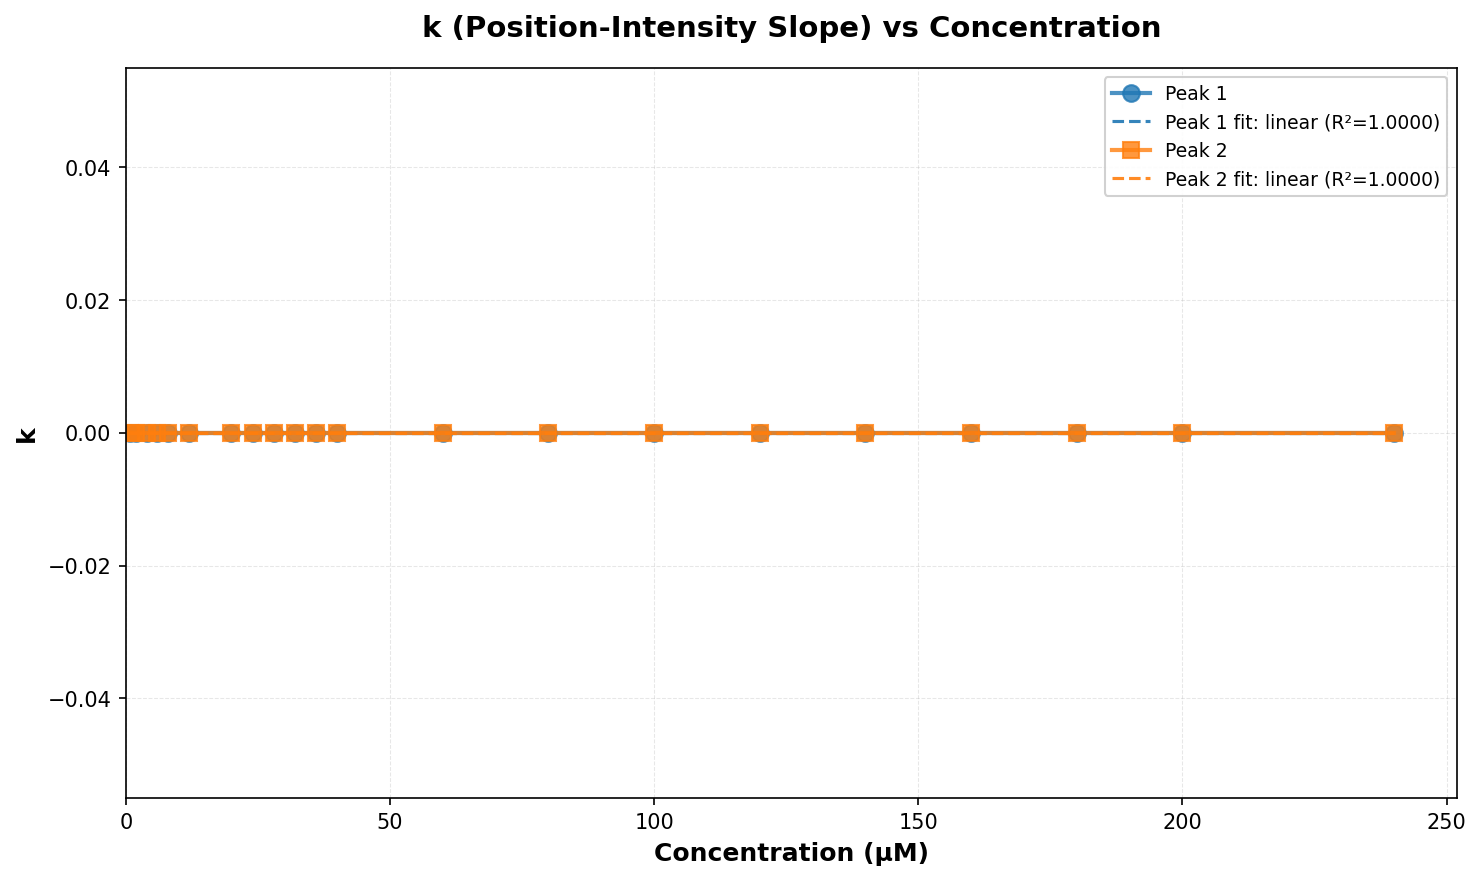 k (Position-Intensity Slope) vs Concentration
Peak 1
Peak 1 fit: linear (R²=1.0000)
Peak 2
Peak 2 fit: linear (R²=1.0000)
0.04
0.02
0.00
−0.02
−0.04
k
0
50
100
150
200
250
Concentration (μM)